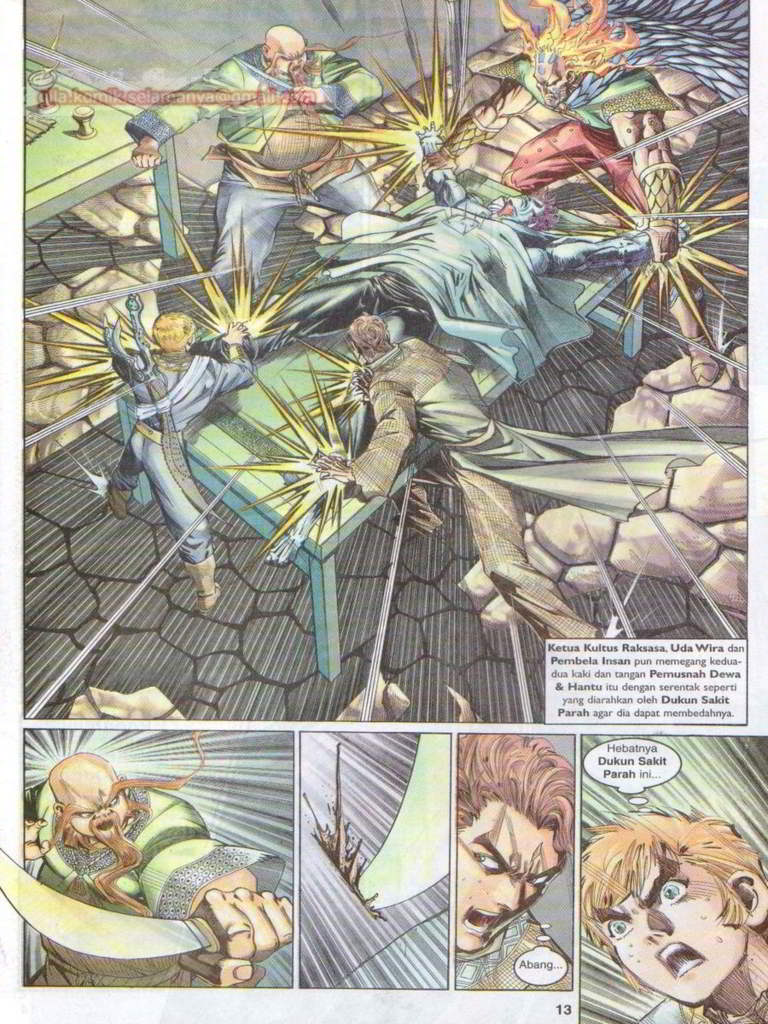 Ketua Kultus Raksasa, Uda Wira dan
Pembela Insan pun memegang kedua-
dua kaki dan tangan Pemusnah Dewa
& Hantu itu dengan serentak seperti
yang diarahkan oleh Dukun Sakit
Parah agar dia dapat membedahnya.
Hebatnya
Dukun Sakit
Parah ini...
Abang...
13